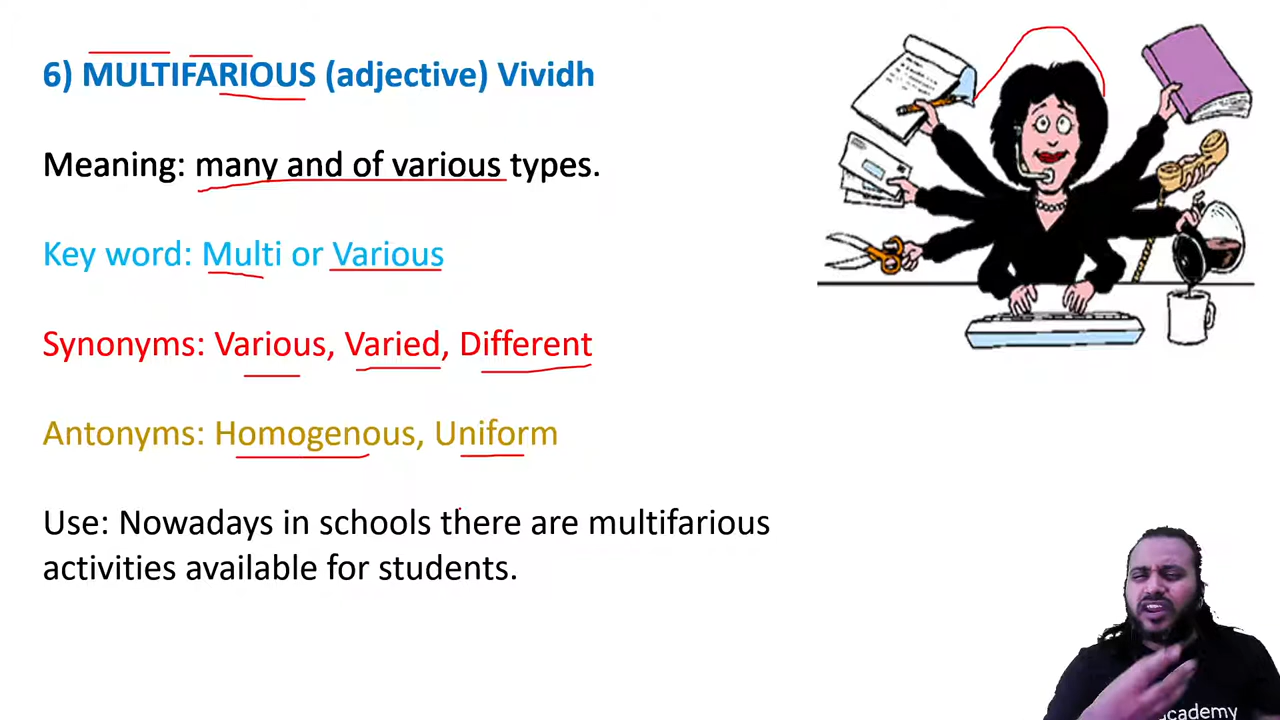 6) MULTIFARIOUS (adjective) Vividh
Meaning: many and of various types.
Key word: Multi or Various
Synonyms: Various, Varied, Different
Antonyms: Homogenous, Uniform
Use: Nowadays in schools there are multifarious
activities available for students.